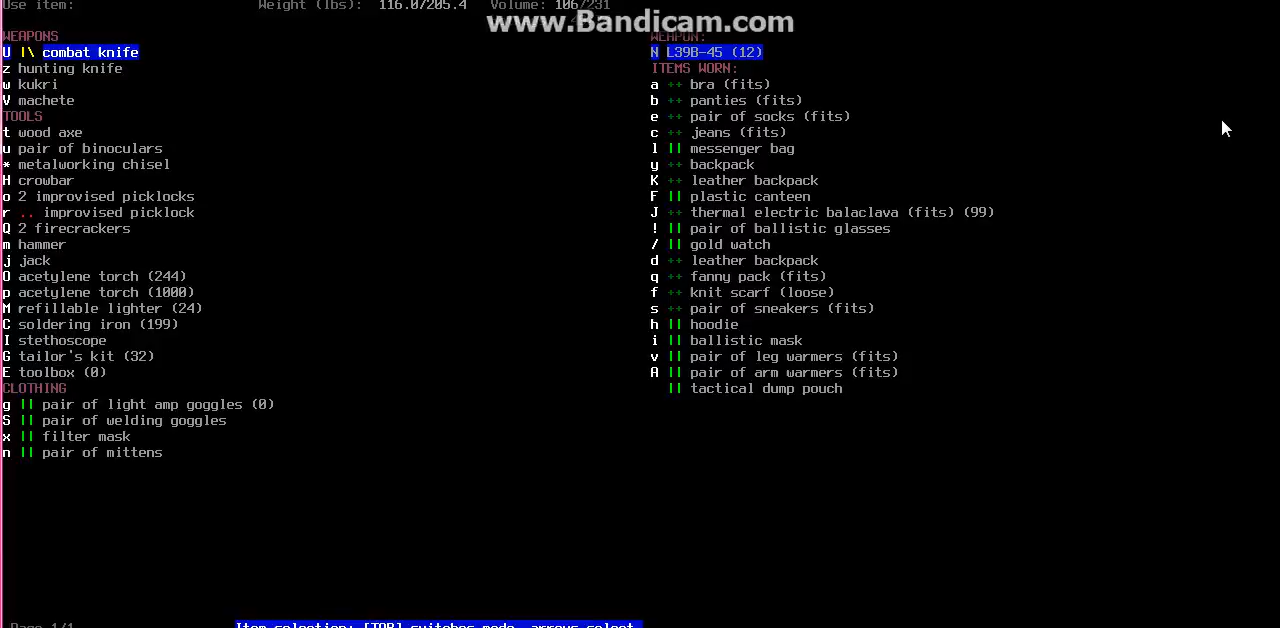 Use item: Weight (lbs): 116.0/205.4 Volume: 106/231
www.Bandicam.com
WEAPONS
U |\ combat knife
z hunting knife
w kukri
V machete
TOOLS
t wood axe
u pair of binoculars
* metalworking chisel
H crowbar
o 2 improvised picklocks
r .. improvised picklock
Q 2 firecrackers
m hammer
j jack
O acetylene torch (244)
p acetylene torch (1000)
M refillable lighter (24)
C soldering iron (199)
I stethoscope
G tailor's kit (32)
E toolbox (0)
CLOTHING
g || pair of light amp goggles (0)
S || pair of welding goggles
x || filter mask
n || pair of mittens
WEAPON:
N L39B-45 (12)
ITEMS WORN:
a ++ bra (fits)
b ++ panties (fits)
e ++ pair of socks (fits)
c ++ jeans (fits)
l || messenger bag
y ++ backpack
K ++ leather backpack
F || plastic canteen
J ++ thermal electric balaclava (fits) (99)
! || pair of ballistic glasses
/ || gold watch
d ++ leather backpack
q ++ fanny pack (fits)
f ++ knit scarf (loose)
s ++ pair of sneakers (fits)
h || hoodie
i || ballistic mask
v || pair of leg warmers (fits)
A || pair of arm warmers (fits)
|| tactical dump pouch
Page 1/1 Item selection: [TAB] switches mode, arrows select.